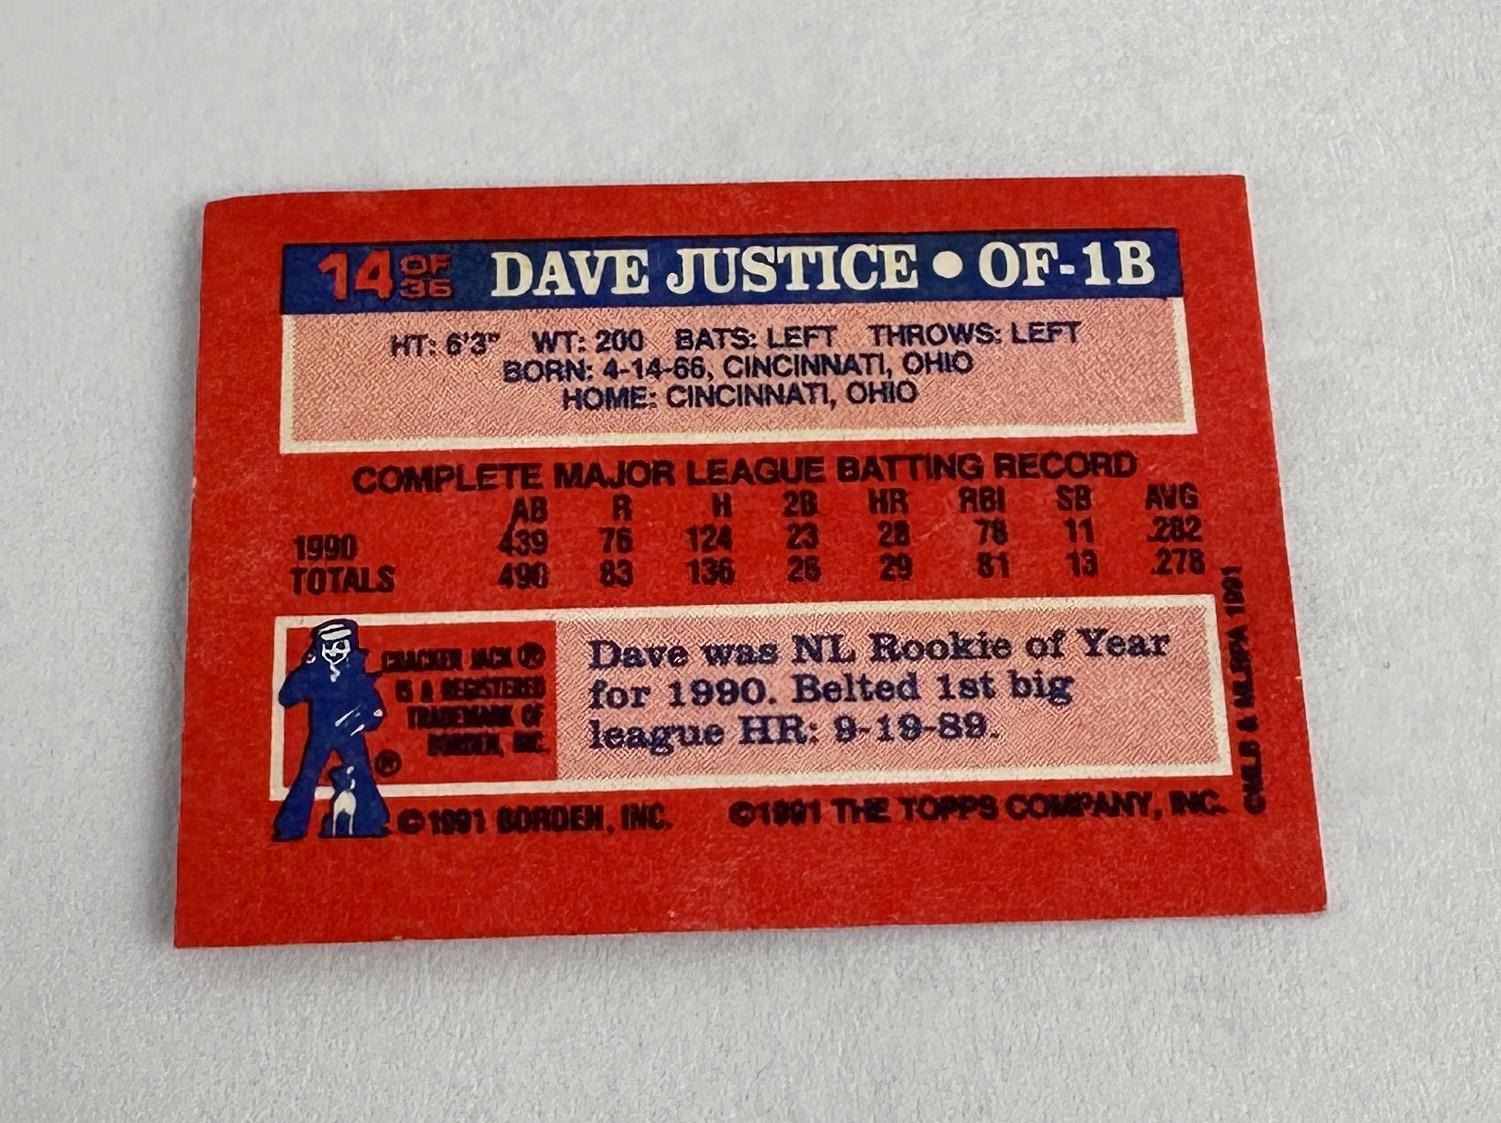 14 OF 36 DAVE JUSTICE • OF-1B
HT: 6'3" WT: 200 BATS: LEFT THROWS: LEFT
BORN: 4-14-66, CINCINNATI, OHIO
HOME: CINCINNATI, OHIO
COMPLETE MAJOR LEAGUE BATTING RECORD
AB R H 2B HR RBI SB AVG
1990 439 76 124 23 28 78 11 .282
TOTALS 490 83 136 26 29 81 13 .278
CRACKER JACK ®
IS A REGISTERED
TRADEMARK OF
BORDEN, INC.
®
Dave was NL Rookie of Year
for 1990. Belted 1st big
league HR: 9-19-89.
©1991 BORDEN, INC. ©1991 THE TOPPS COMPANY, INC.
©MLB & MLBPA 1991